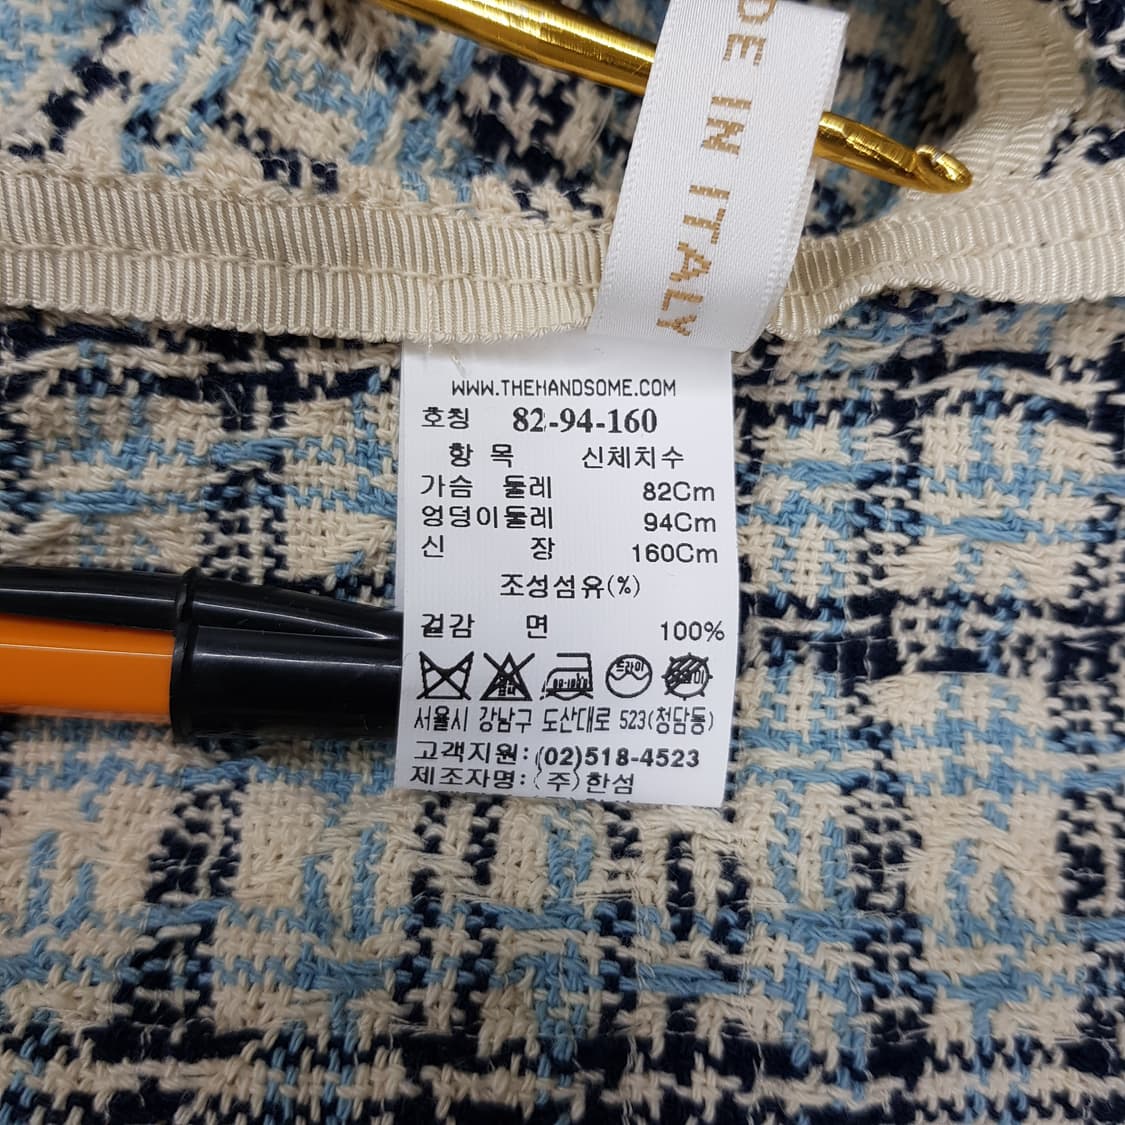 DE IN ITALY
WWW.THEHANDSOME.COM
호칭 82-94-160
항 목 신체치수
가슴 둘레 82Cm
엉덩이둘레 94Cm
신 장 160Cm
조성섬유(%)
겉감 면 100%
드라이
서울시 강남구 도산대로 523(청담동)
고객지원:(02)518-4523
제조자명:(주)한섬